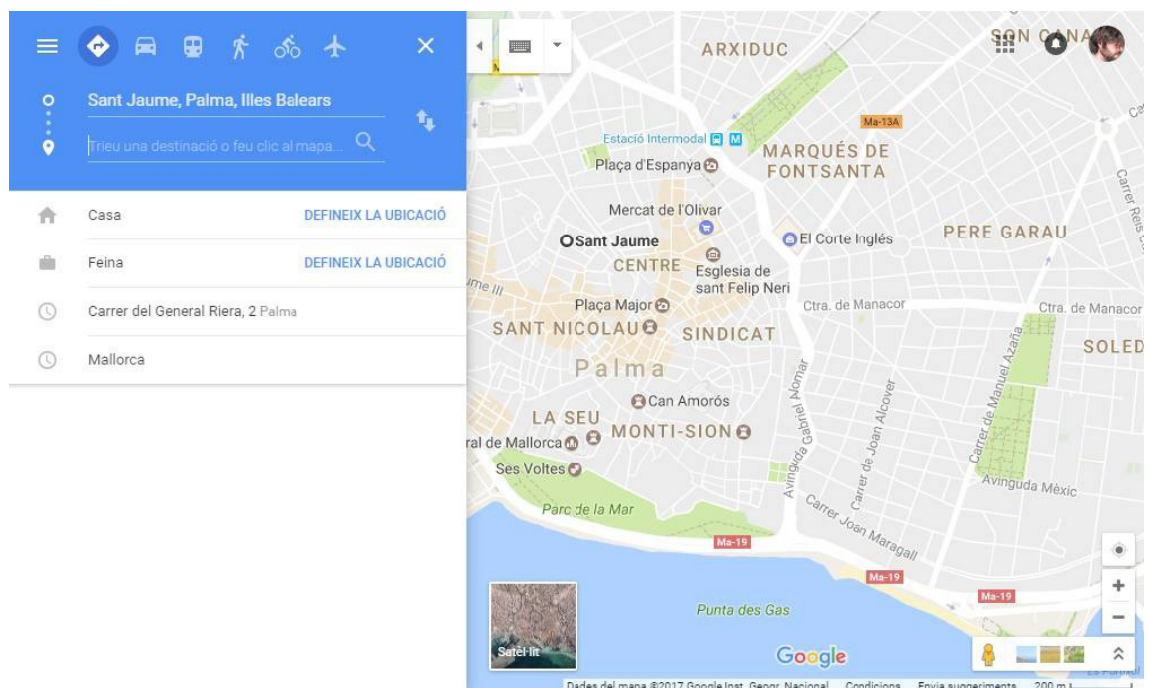 Sant Jaume, Palma, Illes Balears
Trieu una destinació o feu clic al mapa...
Casa DEFINEIX LA UBICACIÓ
Feina DEFINEIX LA UBICACIÓ
Carrer del General Riera, 2 Palma
Mallorca
ARXIDUC
Ma-13A
Estació Intermodal M
Plaça d'Espanya
MARQUÉS DE
FONTSANTA
Mercat de l'Olivar
Sant Jaume
El Corte Inglés
PERE GARAU
CENTRE
Esglesia de
sant Felip Neri
Plaça Major
Ctra. de Manacor
Ctra. de Manacor
SANT NICOLAU
SINDICAT
SOLED
Palma
Carrer de Manuel Azaña
Can Amorós
LA SEU
MONTI-SION
ral de Mallorca
Avinguda Gabriel Alomar
Carrer de Joan Alcover
Ses Voltes
Avinguda Mèxic
Parc de la Mar
Carrer Joan Maragall
Ma-19
Ma-19
Ma-19
Punta des Gas
Satèl·lit
Google
Dades del mapa ©2017 Google Inst. Geogr. Nacional Condicions Envia suggeriments 200 m